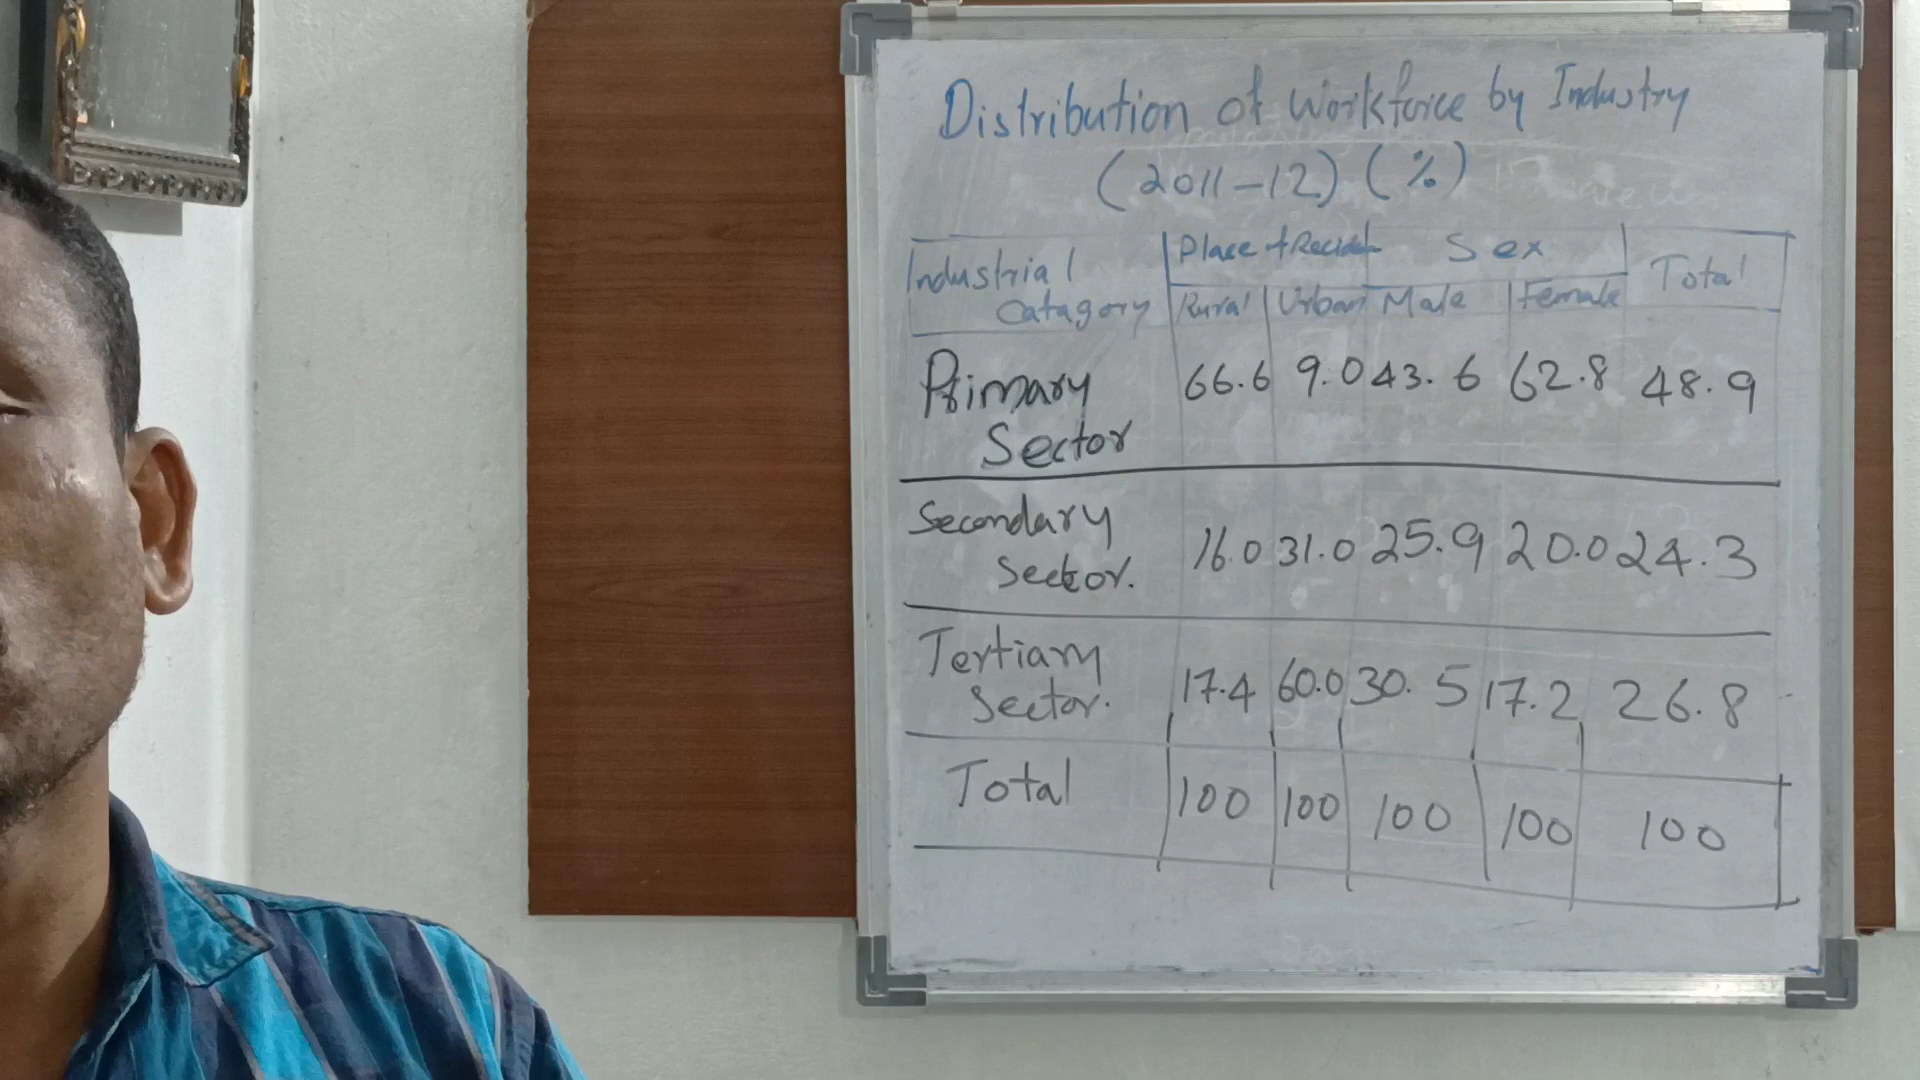 Distribution of Workforce by Industry
(2011-12) (%)
Industrial Catagory Place of Recident Sex Total
Rural Urban Male Female
Primary Sector 66.6 9.0 43.6 62.8 48.9
Secondary Sector. 16.0 31.0 25.9 20.0 24.3
Tertiary Sector. 17.4 60.0 30.5 17.2 26.8
Total 100 100 100 100 100